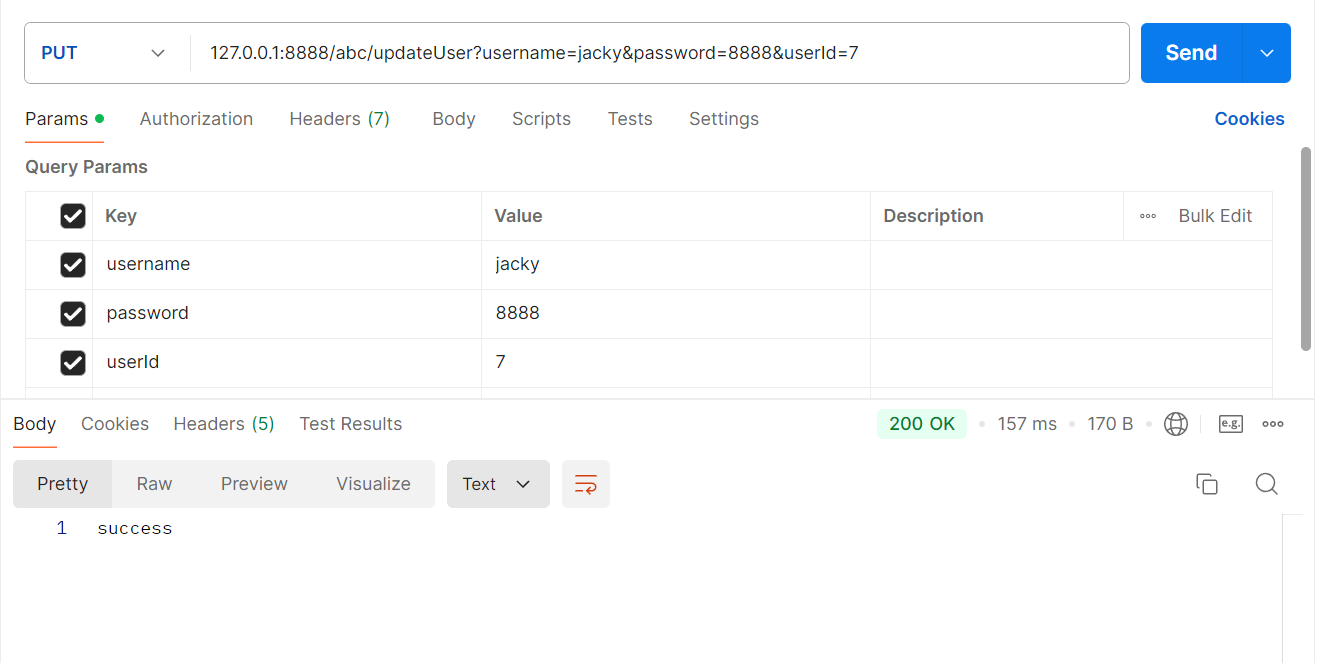 PUT 127.0.0.1:8888/abc/updateUser?username=jacky&password=8888&userId=7 Send
Params Authorization Headers (7) Body Scripts Tests Settings Cookies
Query Params
Key Value Description Bulk Edit
username jacky
password 8888
userId 7
Body Cookies Headers (5) Test Results 200 OK 157 ms 170 B e.g.
Pretty Raw Preview Visualize Text
1 success